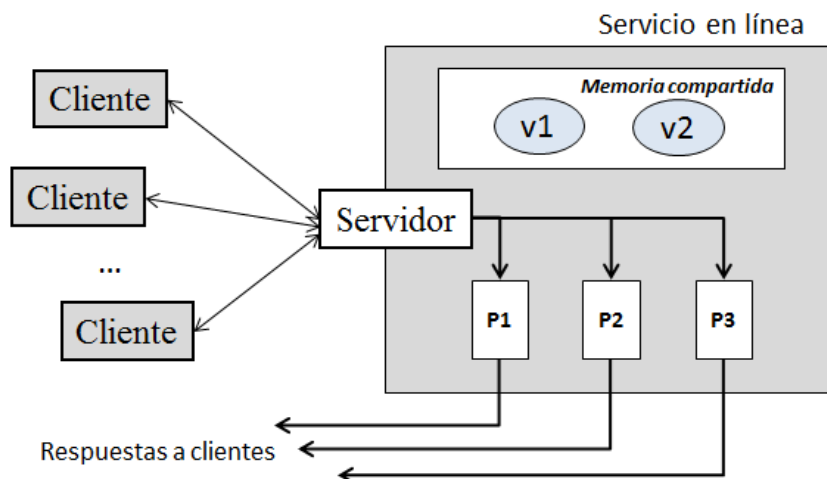 Servicio en línea
Memoria compartida
v1
v2
Cliente
Cliente
...
Cliente
Servidor
P1
P2
P3
Respuestas a clientes